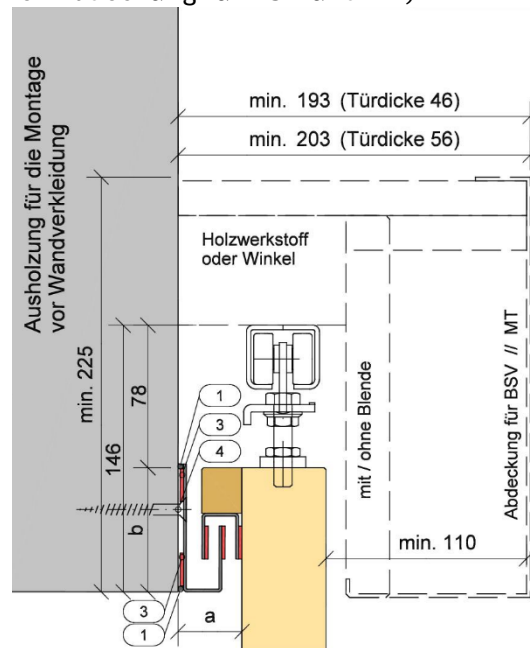 min. 193 (Türdicke 46)
min. 203 (Türdicke 56)
Ausholzung für die Montage
vor Wandverkleidung
Holzwerkstoff
oder Winkel
min. 225
146
78
b
1
3
4
mit / ohne Blende
Abdeckung für BSV // MT
min. 110
3
1
a